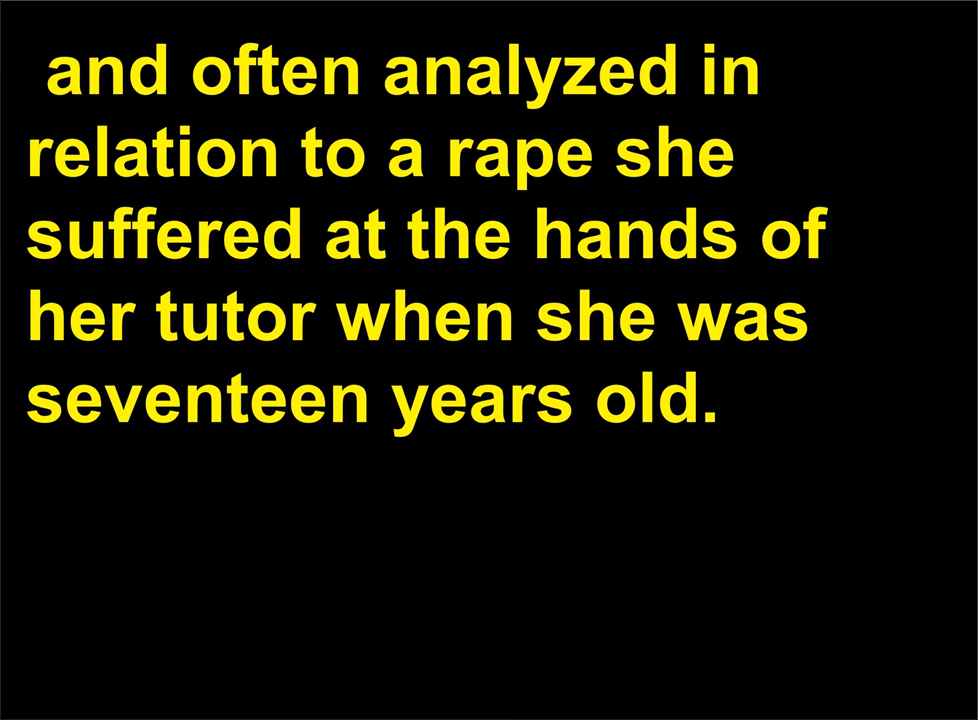 and often analyzed in
relation to a rape she
suffered at the hands of
her tutor when she was
seventeen years old.